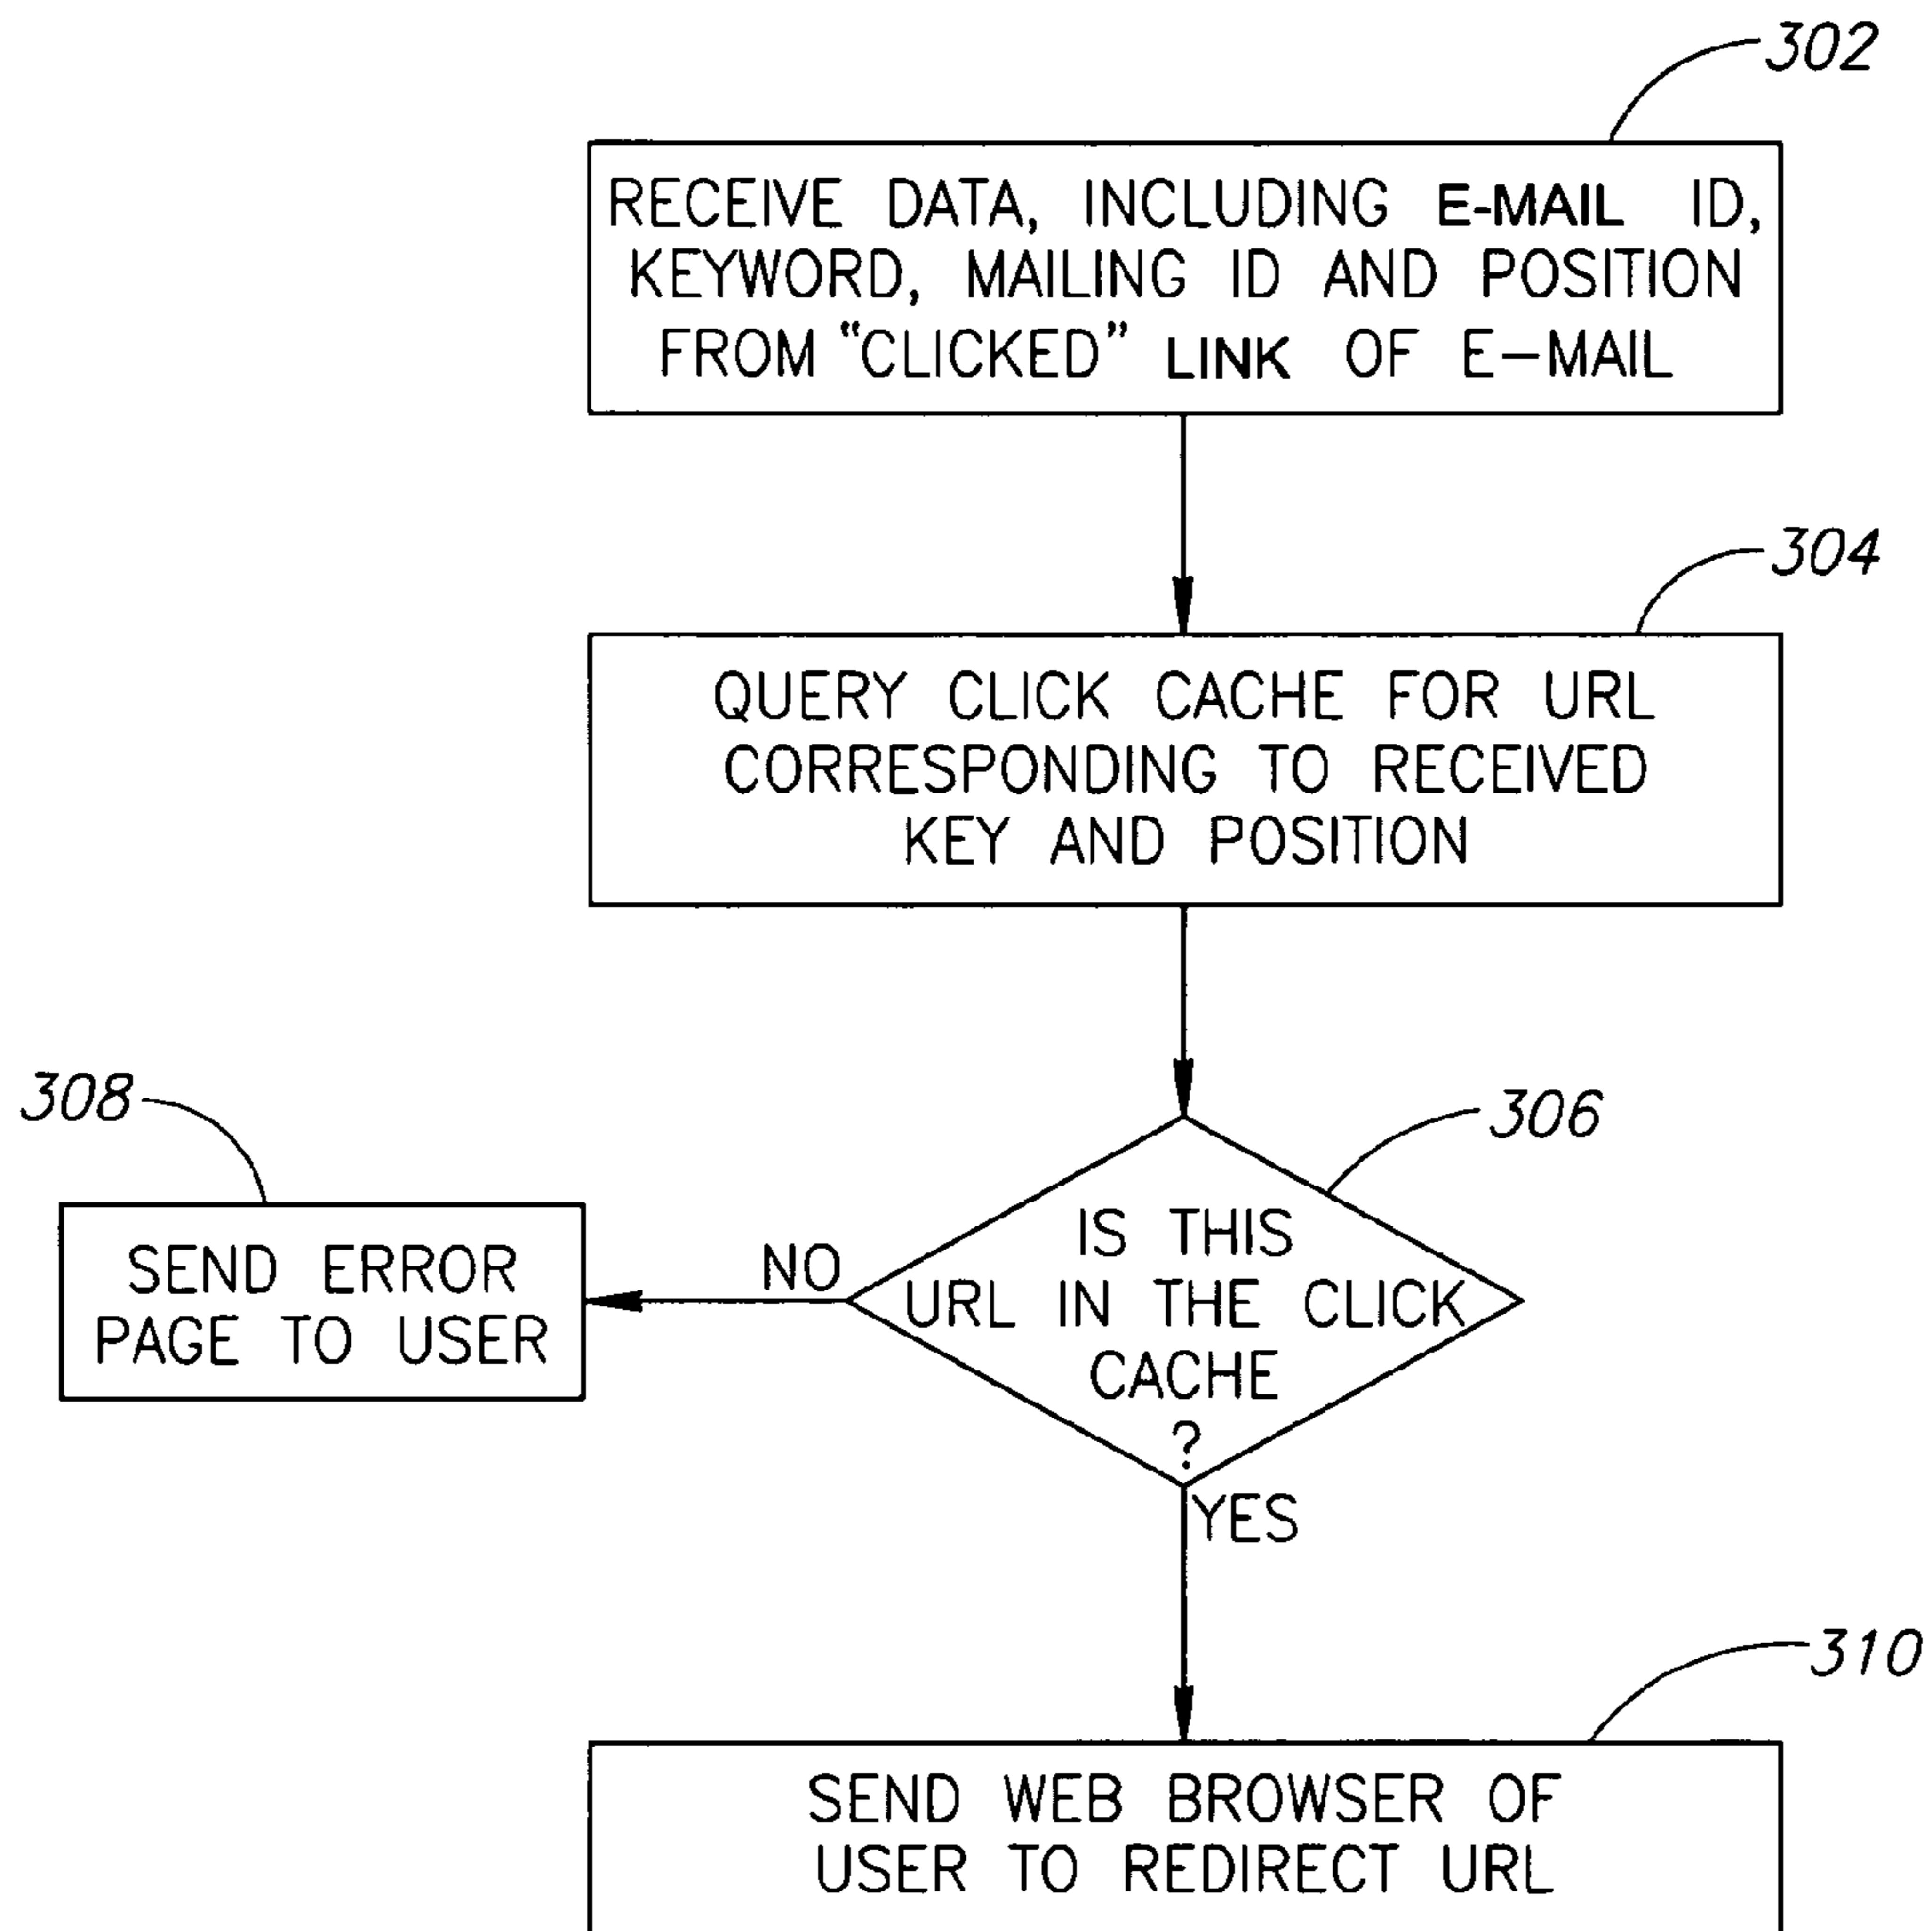 302
RECEIVE DATA, INCLUDING E-MAIL ID,
KEYWORD, MAILING ID AND POSITION
FROM “CLICKED” LINK OF E–MAIL
304
QUERY CLICK CACHE FOR URL
CORRESPONDING TO RECEIVED
KEY AND POSITION
306
IS THIS
URL IN THE CLICK
CACHE
?
NO
308
SEND ERROR
PAGE TO USER
YES
310
SEND WEB BROWSER OF
USER TO REDIRECT URL